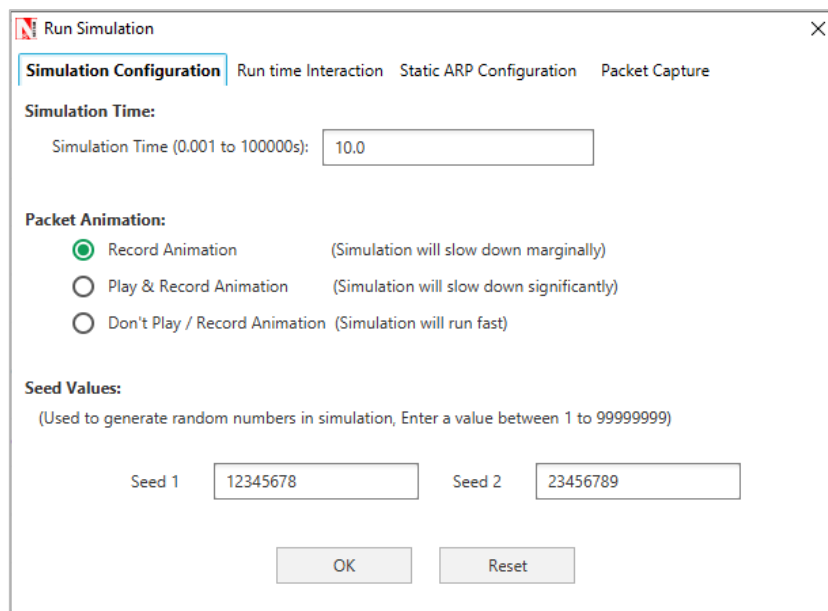 Run Simulation
Simulation Configuration Run time Interaction Static ARP Configuration Packet Capture
Simulation Time:
Simulation Time (0.001 to 100000s): 10.0
Packet Animation:
Record Animation (Simulation will slow down marginally)
Play & Record Animation (Simulation will slow down significantly)
Don't Play / Record Animation (Simulation will run fast)
Seed Values:
(Used to generate random numbers in simulation, Enter a value between 1 to 99999999)
Seed 1 12345678 Seed 2 23456789
OK Reset